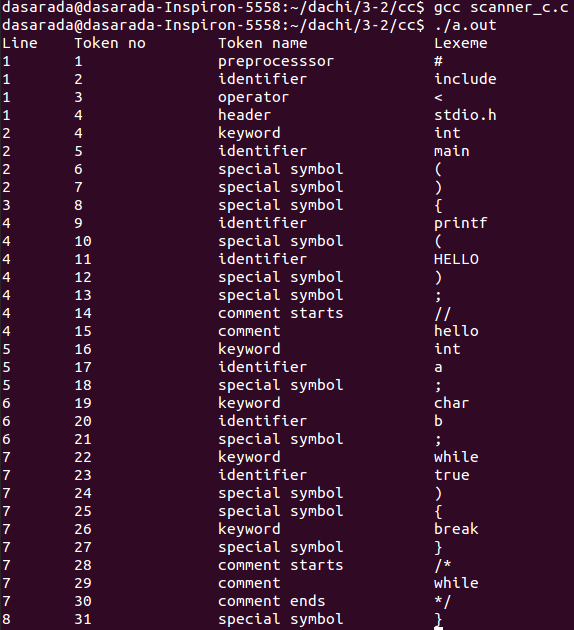 dasarada@dasarada-Inspiron-5558:~/dachi/3-2/cc$ gcc scanner_c.c
dasarada@dasarada-Inspiron-5558:~/dachi/3-2/cc$ ./a.out
Line Token no Token name Lexeme
1 1 preprocesssor #
1 2 identifier include
1 3 operator <
1 4 header stdio.h
2 4 keyword int
2 5 identifier main
2 6 special symbol (
2 7 special symbol )
3 8 special symbol {
4 9 identifier printf
4 10 special symbol (
4 11 identifier HELLO
4 12 special symbol )
4 13 special symbol ;
4 14 comment starts //
4 15 comment hello
5 16 keyword int
5 17 identifier a
5 18 special symbol ;
6 19 keyword char
6 20 identifier b
6 21 special symbol ;
7 22 keyword while
7 23 identifier true
7 24 special symbol )
7 25 special symbol {
7 26 keyword break
7 27 special symbol }
7 28 comment starts /*
7 29 comment while
7 30 comment ends */
8 31 special symbol }